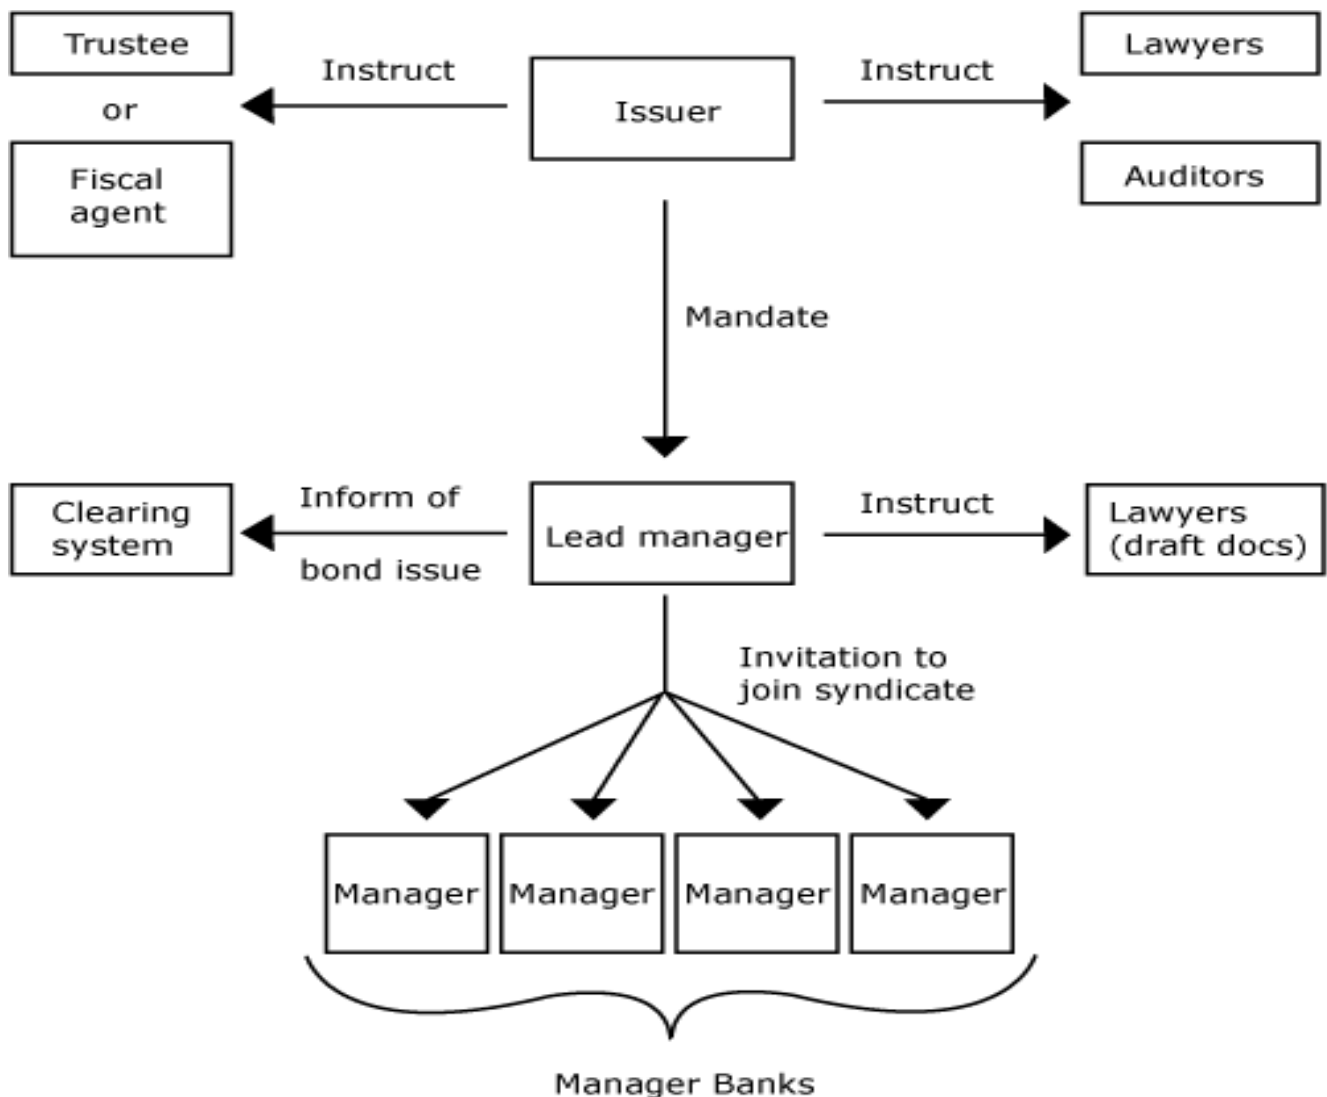 Trustee
or
Fiscal
agent
Instruct
Issuer
Instruct
Lawyers
Auditors
Mandate
Clearing
system
Inform of
bond issue
Lead manager
Instruct
Lawyers
(draft docs)
Invitation to
join syndicate
Manager
Manager
Manager
Manager
Manager Banks